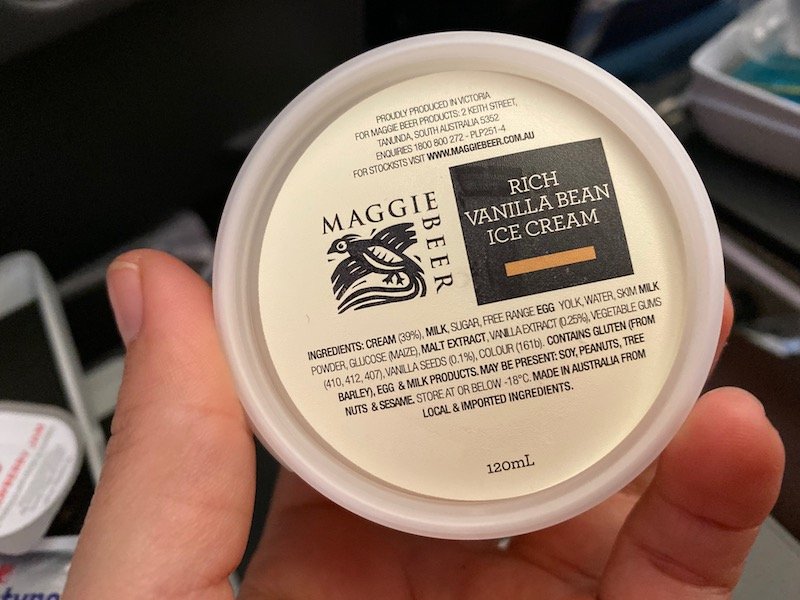 PROUDLY PRODUCED IN VICTORIA
FOR MAGGIE BEER PRODUCTS: 2 KEITH STREET,
TANUNDA, SOUTH AUSTRALIA 5352
ENQUIRIES 1800 800 272 - PLP251-4
FOR STOCKISTS VISIT WWW.MAGGIEBEER.COM.AU
MAGGIE
BEER
RICH
VANILLA BEAN
ICE CREAM
INGREDIENTS: CREAM (39%), MILK, SUGAR, FREE RANGE EGG YOLK, WATER, SKIM MILK
POWDER, GLUCOSE (MAIZE), MALT EXTRACT, VANILLA EXTRACT (0.25%), VEGETABLE GUMS
(410, 412, 407), VANILLA SEEDS (0.1%), COLOUR (161b). CONTAINS GLUTEN (FROM
BARLEY), EGG & MILK PRODUCTS. MAY BE PRESENT: SOY, PEANUTS, TREE
NUTS & SESAME. STORE AT OR BELOW -18°C. MADE IN AUSTRALIA FROM
LOCAL & IMPORTED INGREDIENTS.
120mL